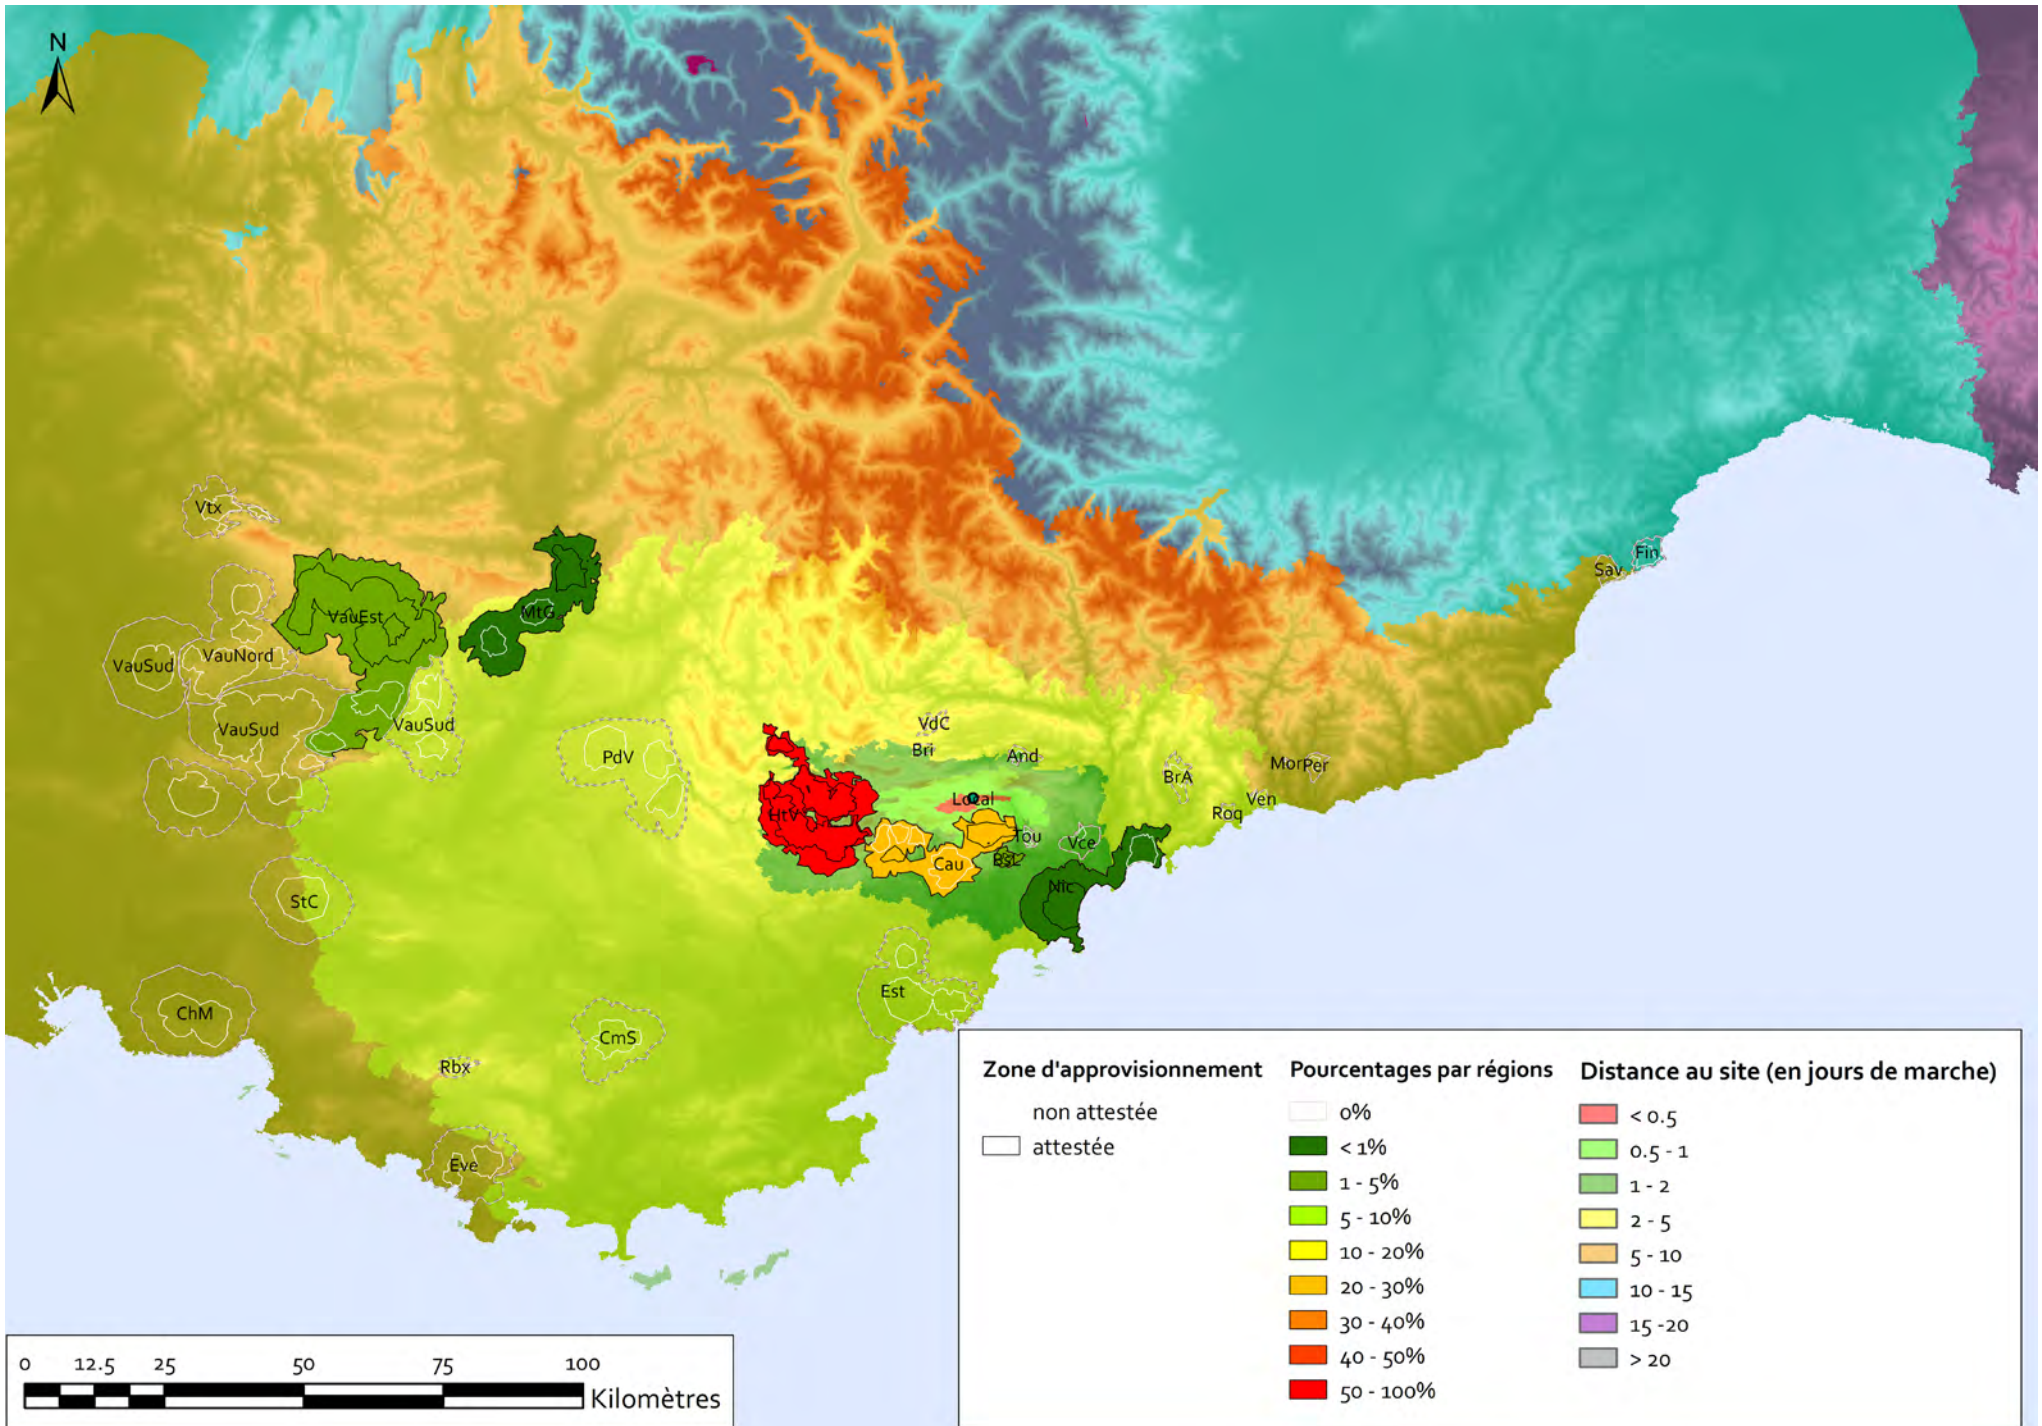 N
Vtx
Fin
Sav
VauEst
MtG
VauSud
VauNord
VauSud
VauSud
VdC
Bri
PdV
And
MorPer
BrA
Local
Ven
HtV
Roq
Tou
Vce
Cau
Nic
StC
Est
ChM
CmS
Rbx
Eve
Zone d'approvisionnement
non attestée
attestée
Pourcentages par régions
0%
< 1%
1 - 5%
5 - 10%
10 - 20%
20 - 30%
30 - 40%
40 - 50%
50 - 100%
Distance au site (en jours de marche)
< 0.5
0.5 - 1
1 - 2
2 - 5
5 - 10
10 - 15
15 -20
> 20
0 12.5 25 50 75 100
Kilomètres